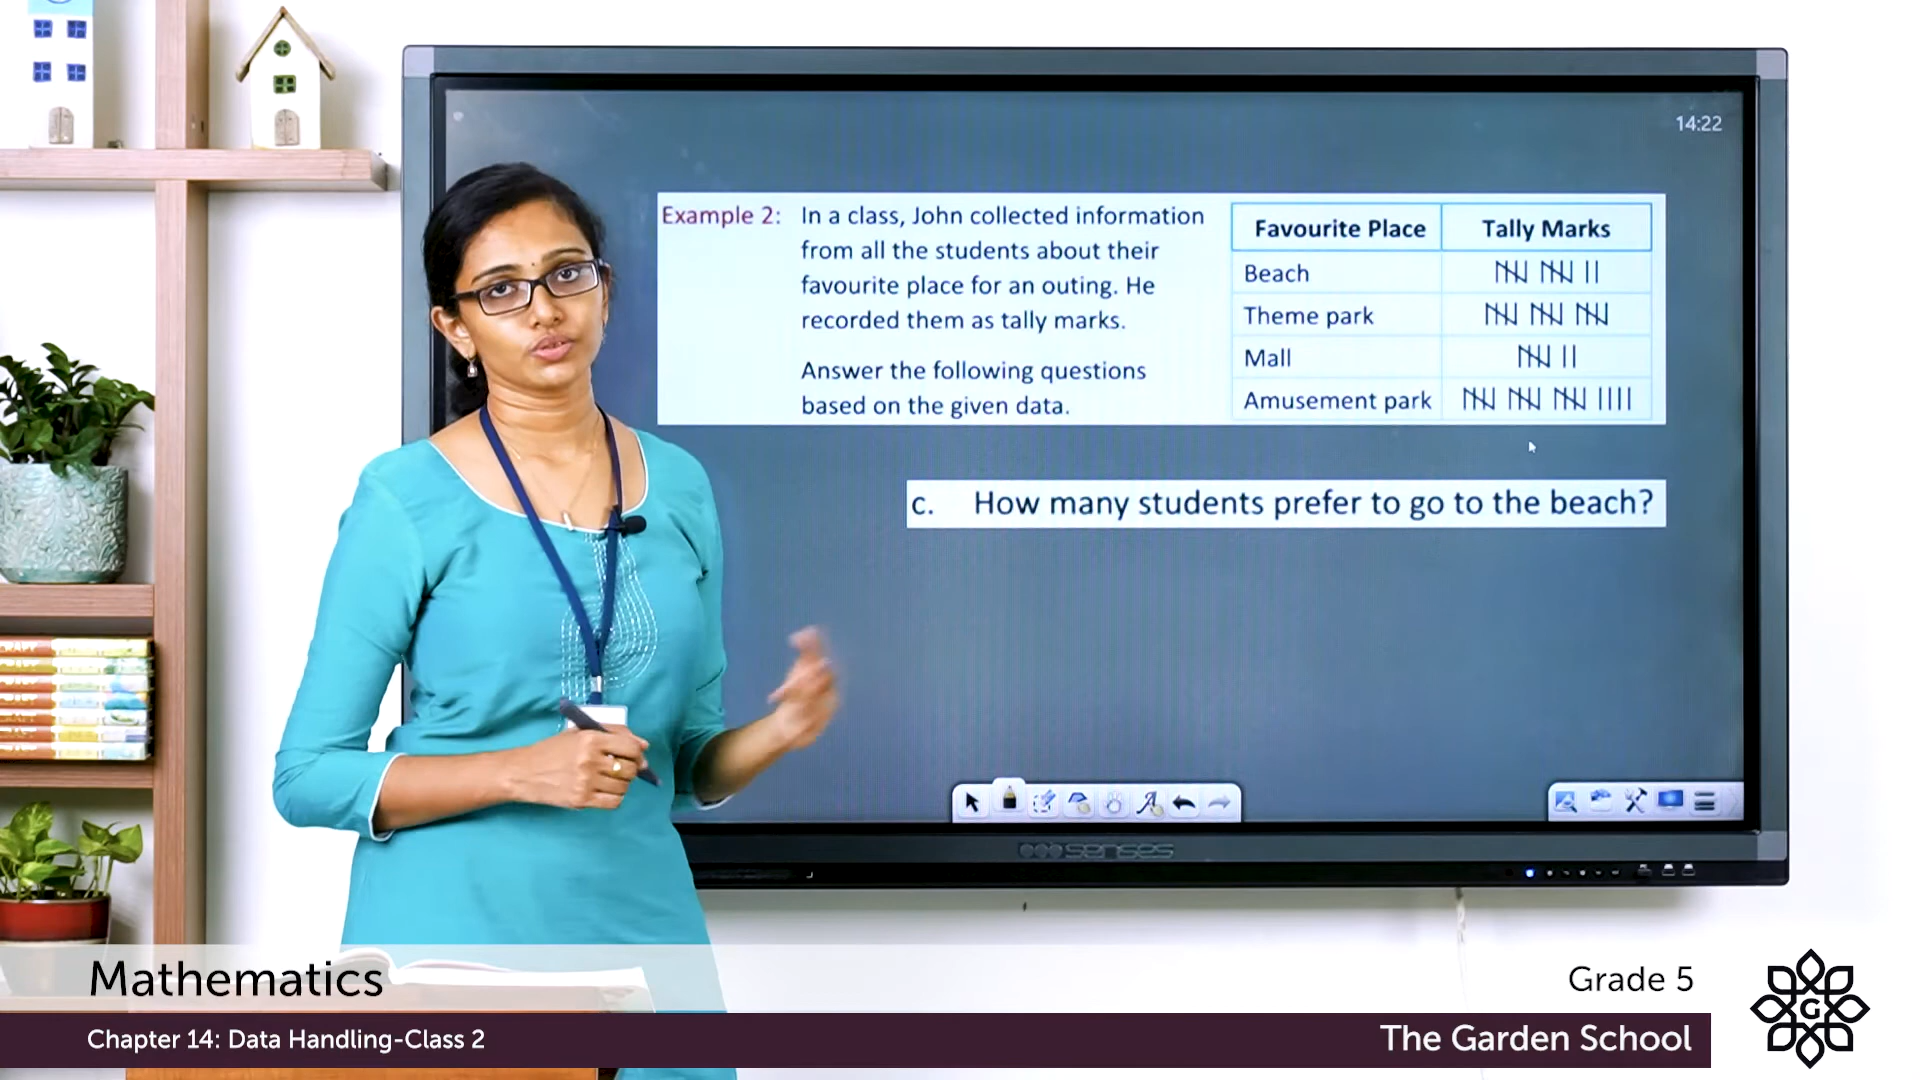 14:22
Example 2: In a class, John collected information
from all the students about their
favourite place for an outing. He
recorded them as tally marks.
Answer the following questions
based on the given data.
Favourite Place Tally Marks
Beach
Theme park
Mall
Amusement park
c. How many students prefer to go to the beach?
senses
Mathematics
Grade 5
Chapter 14: Data Handling-Class 2
The Garden School
G